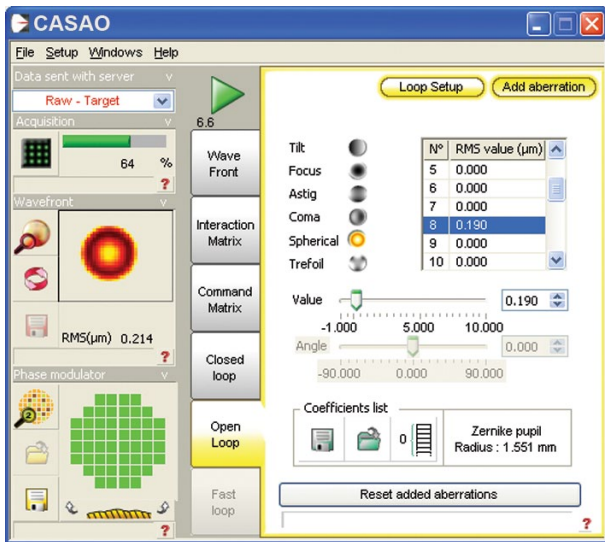 CASAO
File Setup Windows Help
Data sent with server v
Raw - Target
Acquisition v
64 %
?
Wavefront v
RMS(µm) 0.214
?
Phase modulator v
2
?
6.6
Wave
Front
Interaction
Matrix
Command
Matrix
Closed
loop
Open
Loop
Fast
loop
Loop Setup Add aberration
Tilt
Focus
Astig
Coma
Spherical
Trefoil
N° RMS value (µm)
5 0.000
6 0.000
7 0.000
8 0.190
9 0.000
10 0.000
Value 0.190
-1.000 5.000 10.000
Angle 0.000
-90.000 0.000 90.000
Coefficients list
0
Zernike pupil
Radius : 1.551 mm
Reset added aberrations
?